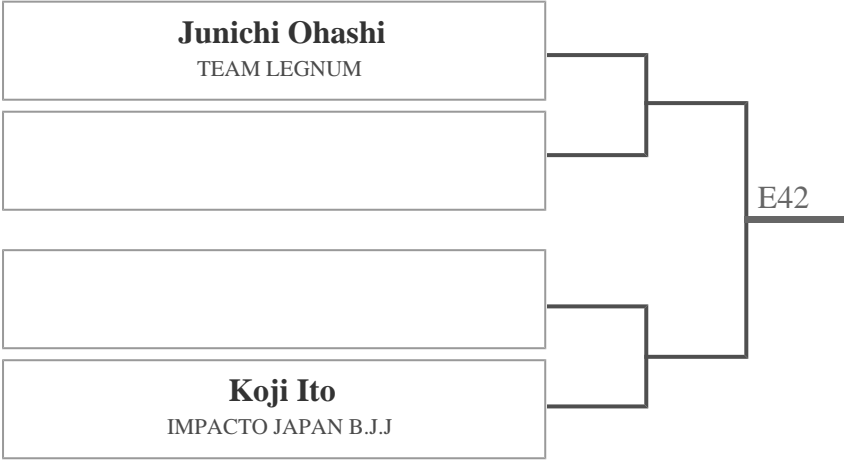 Junichi Ohashi
TEAM LEGNUM
E42
Koji Ito
IMPACTO JAPAN B.J.J